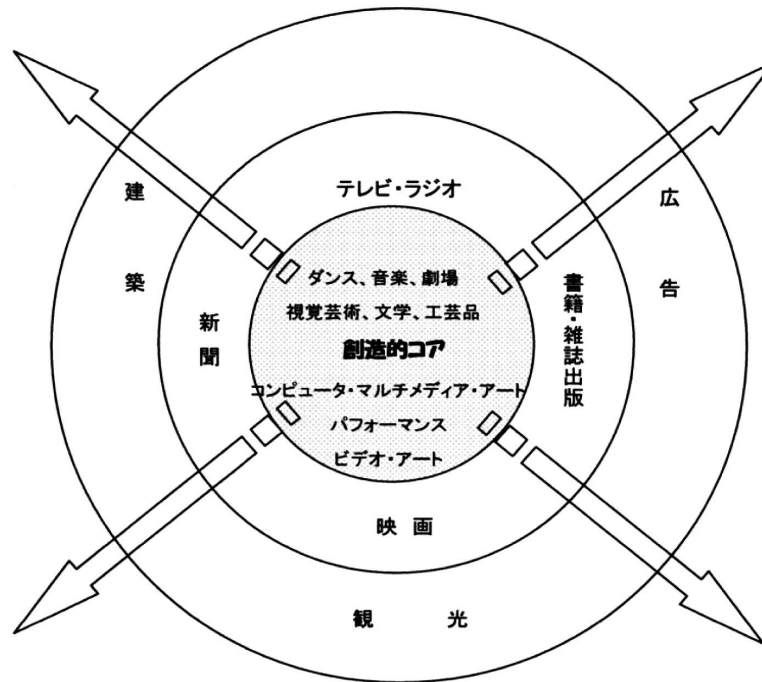 テレビ・ラジオ
建築
広告
ダンス、音楽、劇場
視覚芸術、文学、工芸品
新聞
創造的コア
書籍・雑誌出版
コンピュータ・マルチメディア・アート
パフォーマンス
ビデオ・アート
映画
観光